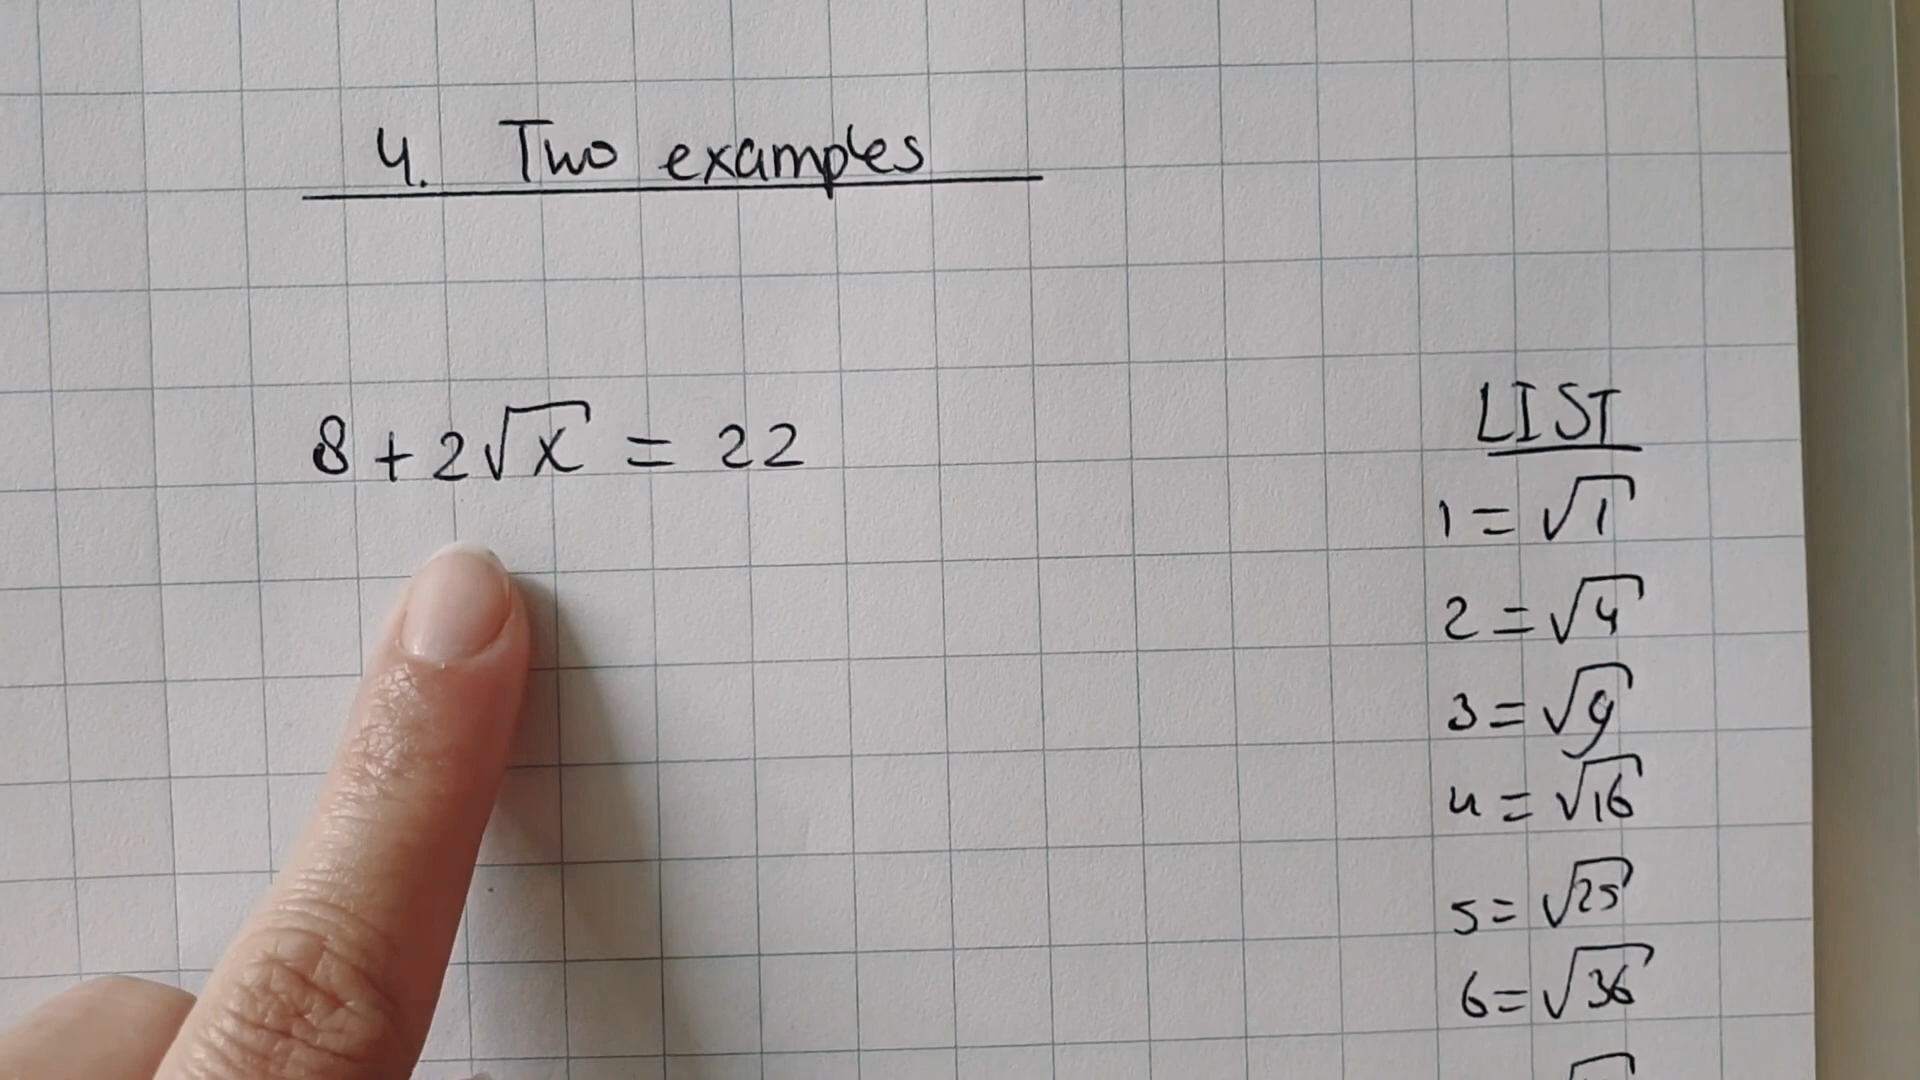 4. Two examples
8 + 2√x = 22
LIST
1 = √1
2 = √4
3 = √9
4 = √16
5 = √25
6 = √36